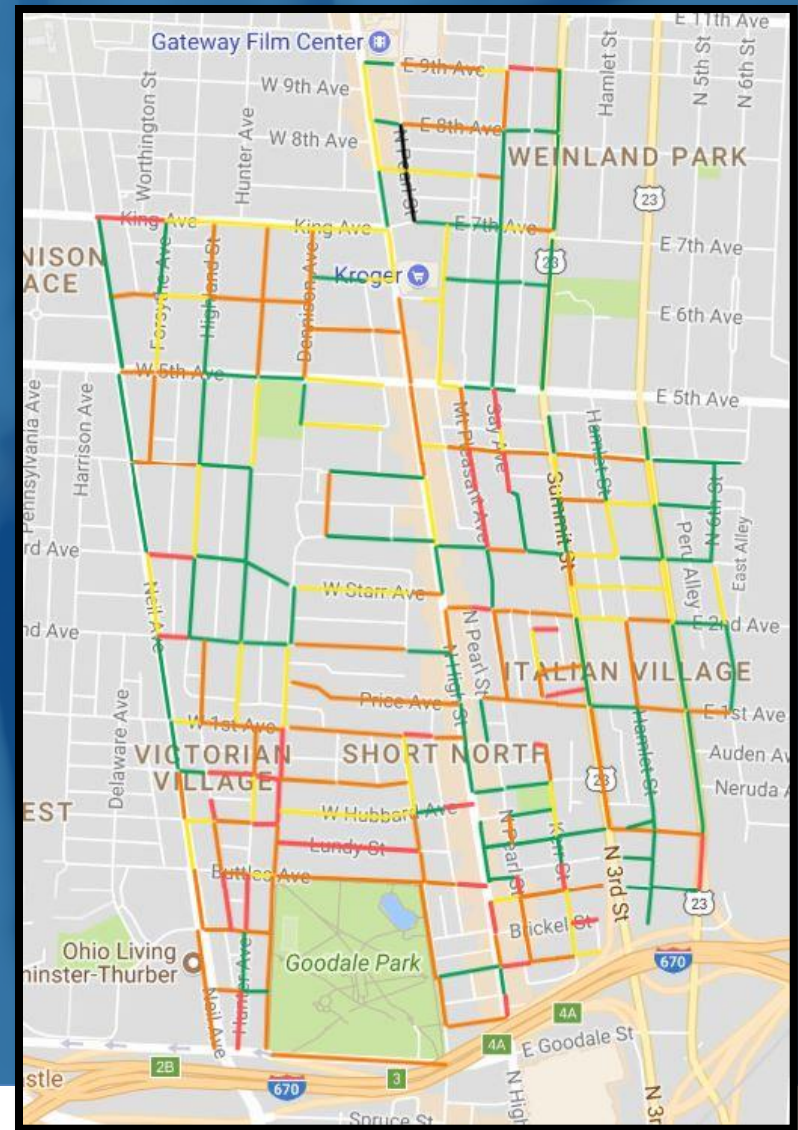 E 11th Ave
Gateway Film Center
E 9th Ave
W 9th Ave
Worthington St
Hunter Ave
Hamlet St
N 5th St
N 6th St
E 8th Ave
W 8th Ave
N Pearl St
WEINLAND PARK
23
King Ave
King Ave
E 7th Ave
E 7th Ave
NISON
ACE
Forsythe Ave
Highland St
Dennison Ave
Kroger
23
E 6th Ave
W 5th Ave
E 5th Ave
Pennsylvania Ave
Harrison Ave
Mt Pleasant Ave
Say Ave
Hamlet St
Summit St
N 6th St
Peru Alley
East Alley
rd Ave
Neil Ave
W Starr Ave
nd Ave
E 2nd Ave
N Pearl St
N High St
ITALIAN VILLAGE
Price Ave
Delaware Ave
W 1st Ave
E 1st Ave
Hamlet St
VICTORIAN
VILLAGE
SHORT NORTH
Auden Av
23
Neruda A
EST
W Hubbard Ave
N Pearl St
Kerr St
Lundy St
Buttles Ave
N 3rd St
23
Brickel St
Ohio Living
minster-Thurber
Goodale Park
Hunter Ave
Neil Ave
670
4A
4A
E Goodale St
2B
3
stle
670
N High
N 3r
Spruce St